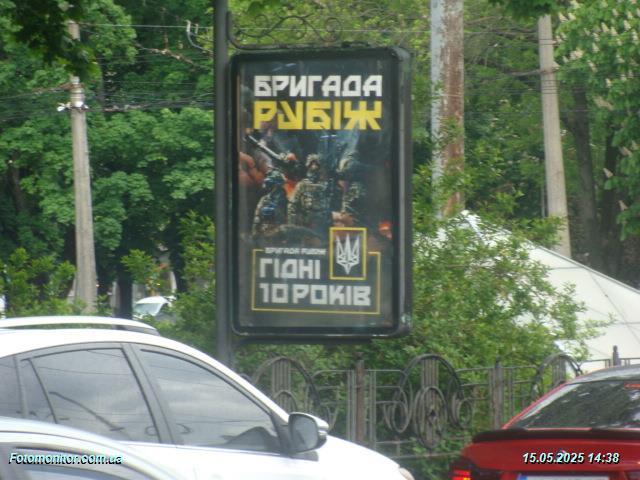 БРИГАДА
РУБІЖ
БРИГАДА РУБІЖ
ГІДНІ
10 РОКІВ
Fotomonitor.com.ua
15.05.2025 14:38